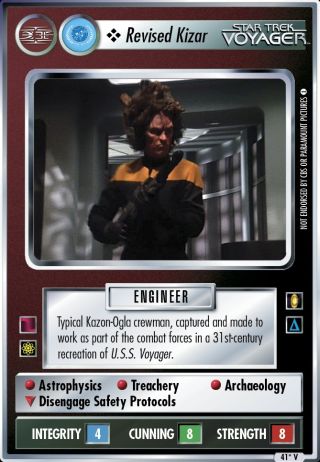 ❖ Revised Kizar
STAR TREK
VOYAGER
NOT ENDORSED BY CBS OR PARAMOUNT PICTURES
ENGINEER
Typical Kazon-Ogla crewman, captured and made to
work as part of the combat forces in a 31st-century
recreation of U.S.S. Voyager.
Astrophysics Treachery Archaeology
Disengage Safety Protocols
INTEGRITY 4 CUNNING 8 STRENGTH 8
41* V